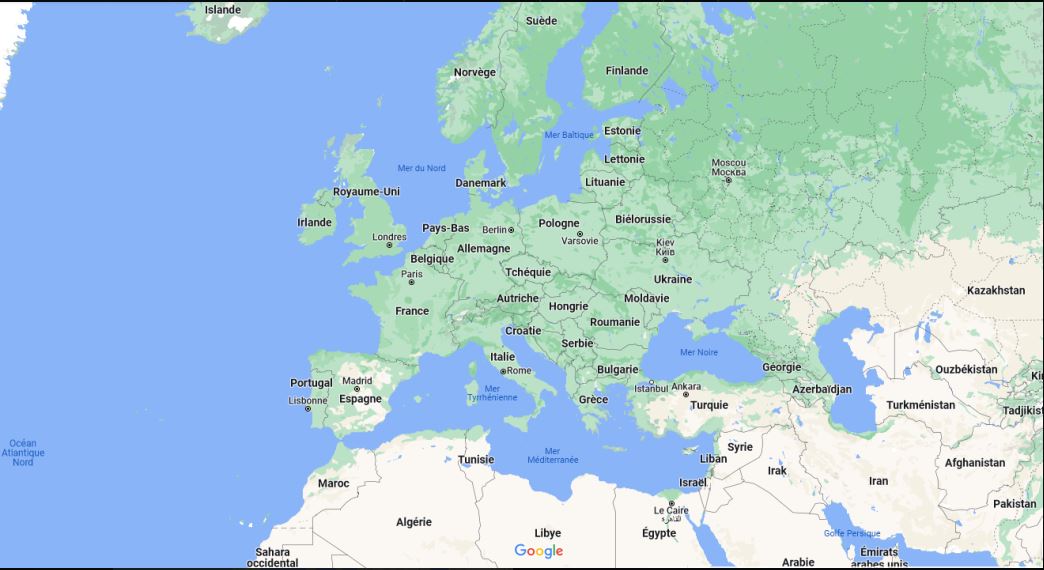 Islande
Suède
Norvège
Finlande
Mer Baltique
Estonie
Mer du Nord
Lettonie
Moscou
Москва
Danemark
Lituanie
Royaume-Uni
Irlande
Pologne
Biélorussie
Pays-Bas
Berlin
Londres
Varsovie
Allemagne
Kiev
Київ
Belgique
Paris
Tchéquie
Ukraine
Kazakhstan
Autriche
Moldavie
Hongrie
France
Roumanie
Croatie
Serbie
Mer Noire
Italie
Géorgie
Rome
Bulgarie
Ouzbékistan
Portugal
Madrid
Istanbul
Ankara
Azerbaïdjan
Mer
Tyrrhénienne
Espagne
Lisbonne
Grèce
Turquie
Turkménistan
Tadjikist
Océan
Atlantique
Nord
Syrie
Mer
Méditerranée
Tunisie
Liban
Afghanistan
Irak
Maroc
Israël
Iran
Pakistan
Le Caire
القاهرة
Algérie
Libye
Égypte
Golfe Persique
Google
Sahara
occidental
Émirats
arabes unis
Arabie